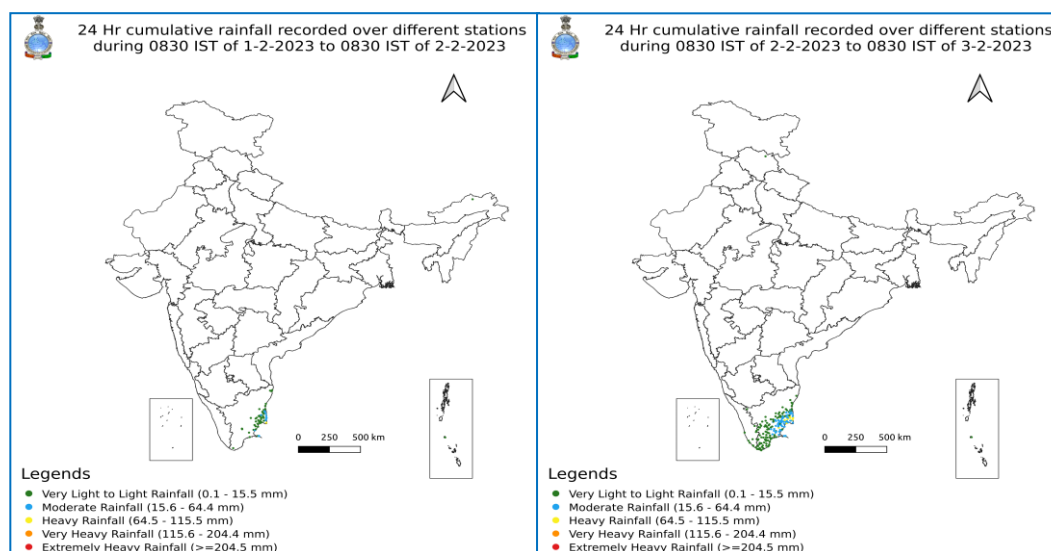 24 Hr cumulative rainfall recorded over different stations
during 0830 IST of 1-2-2023 to 0830 IST of 2-2-2023
0 250 500 km
Legends
Very Light to Light Rainfall (0.1 - 15.5 mm)
Moderate Rainfall (15.6 - 64.4 mm)
Heavy Rainfall (64.5 - 115.5 mm)
Very Heavy Rainfall (115.6 - 204.4 mm)
Extremely Heavy Rainfall (>=204.5 mm)
24 Hr cumulative rainfall recorded over different stations
during 0830 IST of 2-2-2023 to 0830 IST of 3-2-2023
0 250 500 km
Legends
Very Light to Light Rainfall (0.1 - 15.5 mm)
Moderate Rainfall (15.6 - 64.4 mm)
Heavy Rainfall (64.5 - 115.5 mm)
Very Heavy Rainfall (115.6 - 204.4 mm)
Extremely Heavy Rainfall (>=204.5 mm)